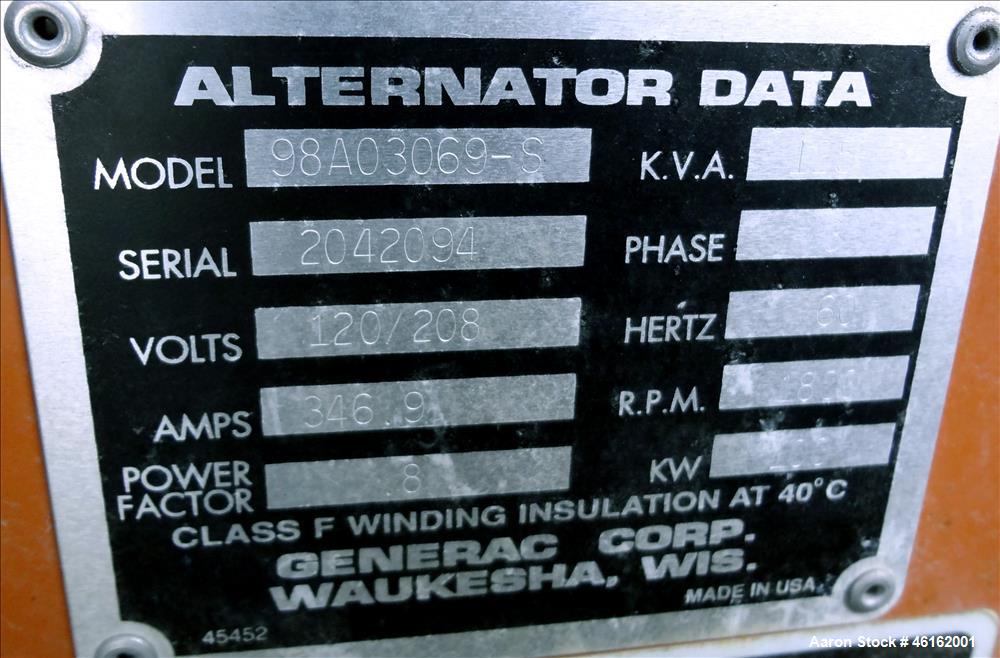 ALTERNATOR DATA
MODEL 98A03069-S
K.V.A.
SERIAL 2042094
PHASE
VOLTS 120/208
HERTZ 60
AMPS 346.9
R.P.M. 1800
POWER FACTOR .8
KW
CLASS F WINDING INSULATION AT 40°C
GENERAC CORP.
WAUKESHA, WIS.
MADE IN USA
45452
Aaron Stock # 46162001